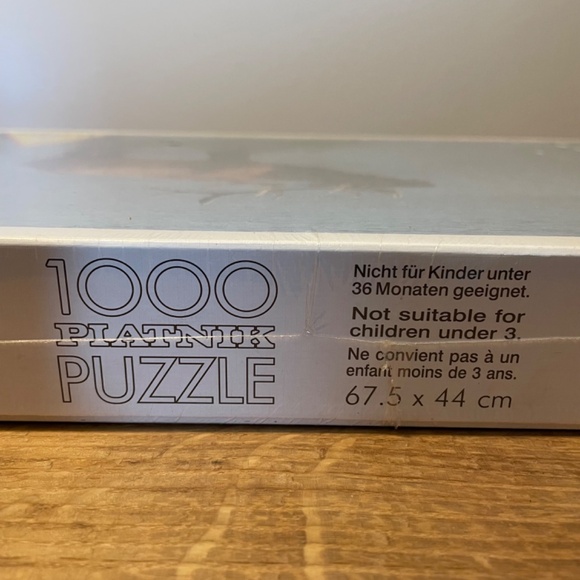 1000
PIATNIK
PUZZLE
Nicht für Kinder unter
36 Monaten geeignet.
Not suitable for
children under 3.
Ne convient pas à un
enfant moins de 3 ans.
67.5 x 44 cm